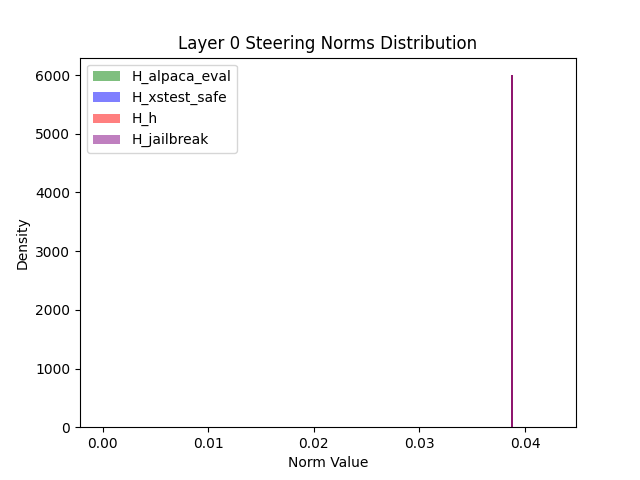 Layer 0 Steering Norms Distribution
H_alpaca_eval
H_xstest_safe
H_h
H_jailbreak
6000
5000
4000
3000
2000
1000
0
Density
0.00 0.01 0.02 0.03 0.04
Norm Value